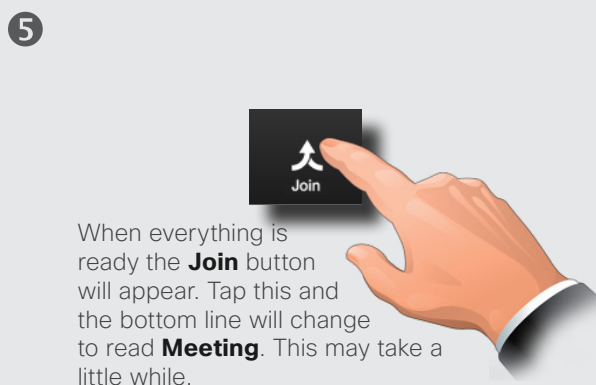 5
Join
When everything is
ready the Join button
will appear. Tap this and
the bottom line will change
to read Meeting. This may take a
little while.